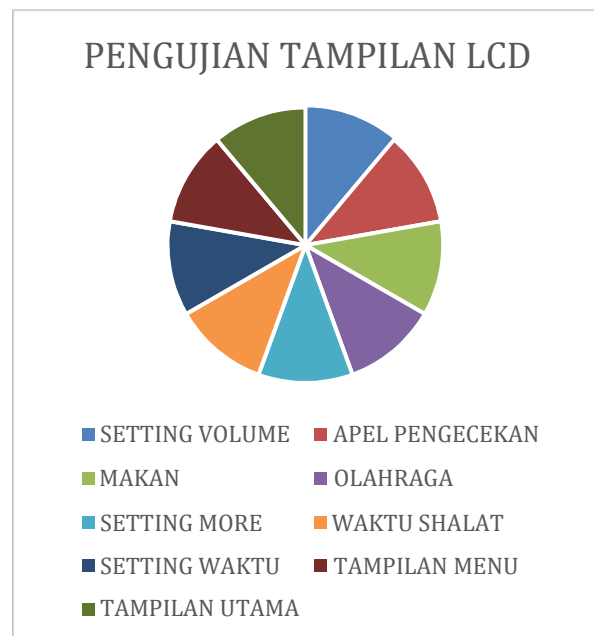 PENGUJIAN TAMPILAN LCD
SETTING VOLUME
APEL PENGECEKAN
MAKAN
OLAHRAGA
SETTING MORE
WAKTU SHALAT
SETTING WAKTU
TAMPILAN MENU
TAMPILAN UTAMA